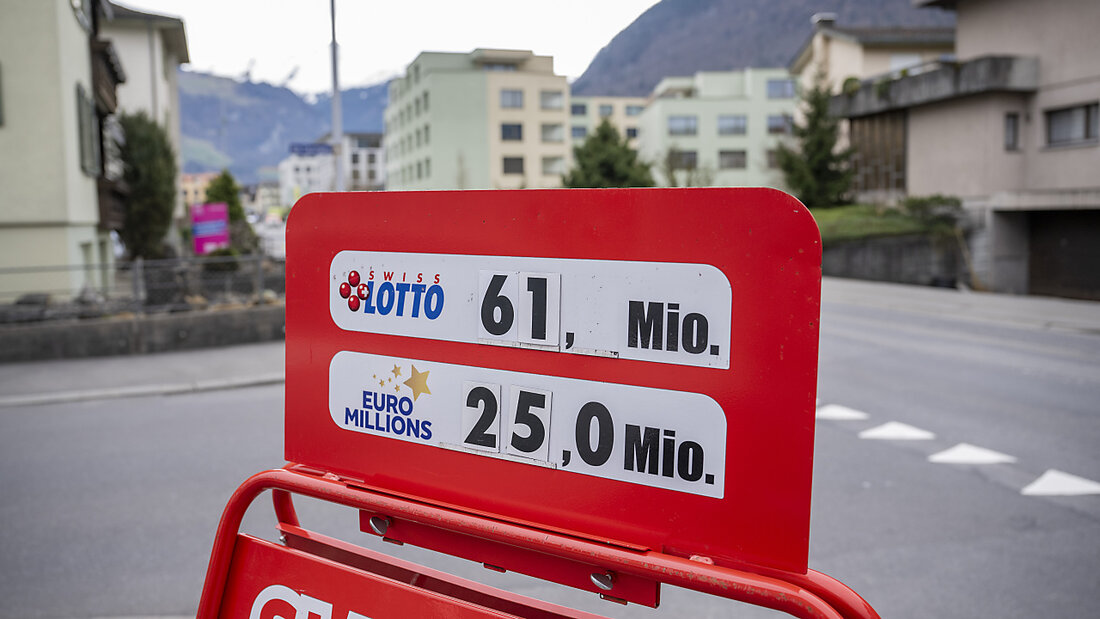 SWISS
LOTTO 61, Mio.
EURO
MILLIONS 25,0 Mio.